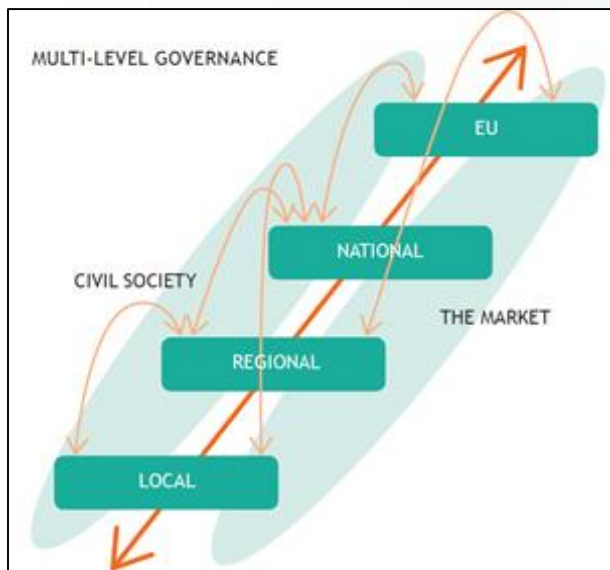 MULTI-LEVEL GOVERNANCE
EU
NATIONAL
CIVIL SOCIETY
THE MARKET
REGIONAL
LOCAL